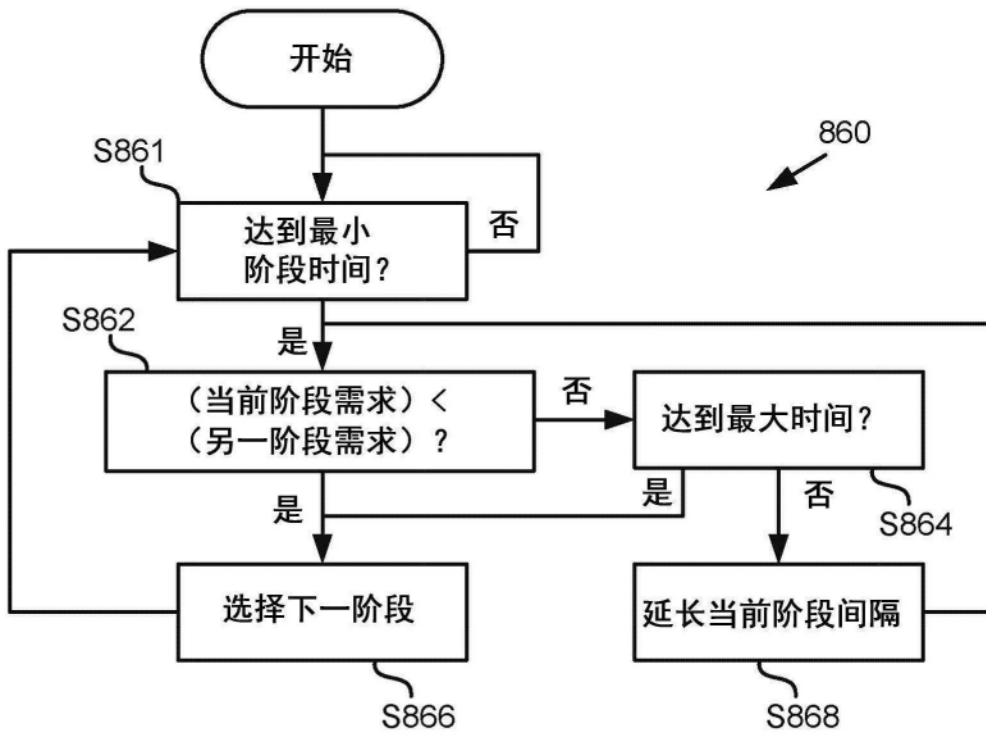 开始
860
S861
达到最小
阶段时间?
否
S862
是
(当前阶段需求) <
(另一阶段需求) ?
否
达到最大时间?
是
是
否
S864
选择下一阶段
延长当前阶段间隔
S866
S868